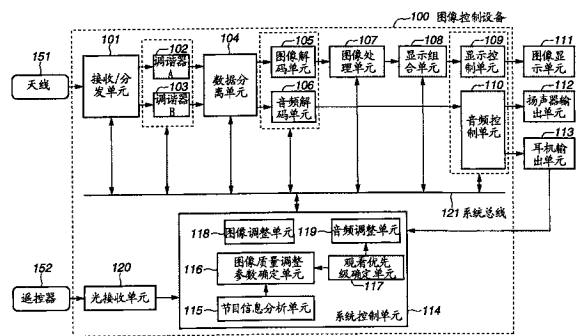 100 图像控制设备
151
101
102
104
105
107
108
109
111
天线
接收/分发单元
调谐器A
103
调谐器B
数据分离单元
图像解码单元
106
音频解码单元
图像处理单元
显示组合单元
显示控制单元
110
音频控制单元
图像显示单元
112
扬声器输出单元
113
耳机输出单元
121 系统总线
118
图像调整单元
119
音频调整单元
116
图像质量调整参数确定单元
观看优先级确定单元
117
152
120
遥控器
光接收单元
115
节目信息分析单元
系统控制单元
114